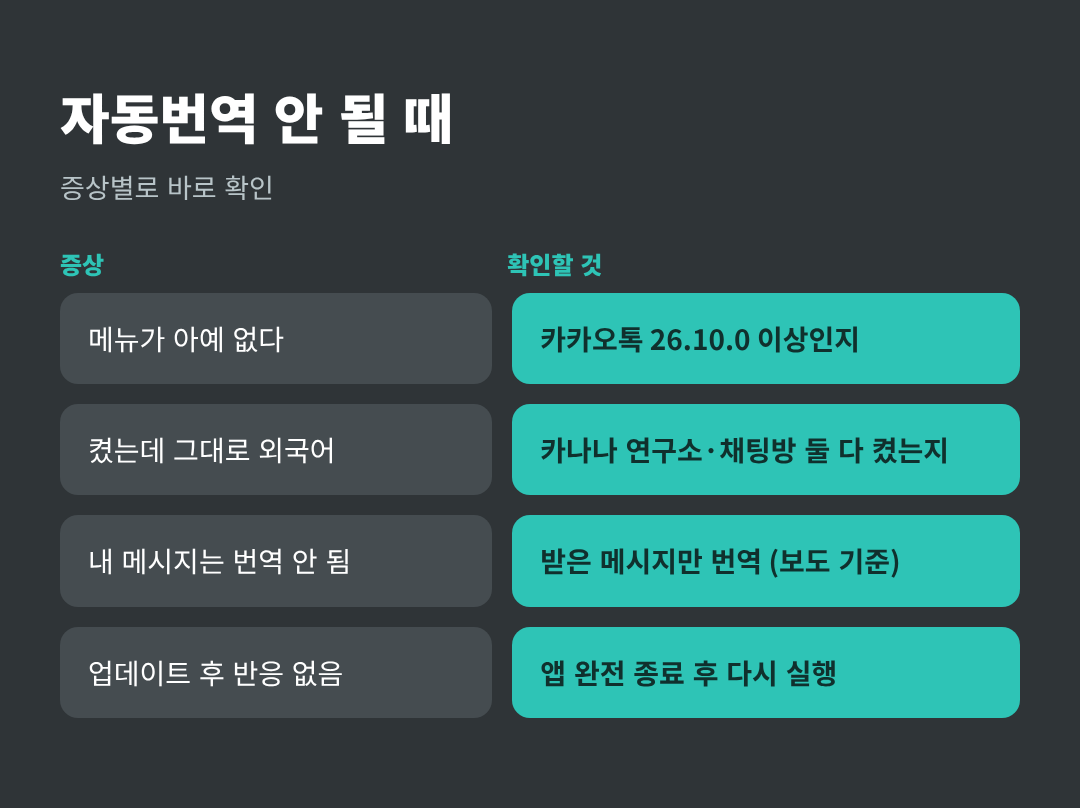 자동번역 안 될 때
증상별로 바로 확인
증상
확인할 것
메뉴가 아예 없다
카카오톡 26.10.0 이상인지
켰는데 그대로 외국어
카나나 연구소·채팅방 둘 다 켰는지
내 메시지는 번역 안 됨
받은 메시지만 번역 (보도 기준)
업데이트 후 반응 없음
앱 완전 종료 후 다시 실행